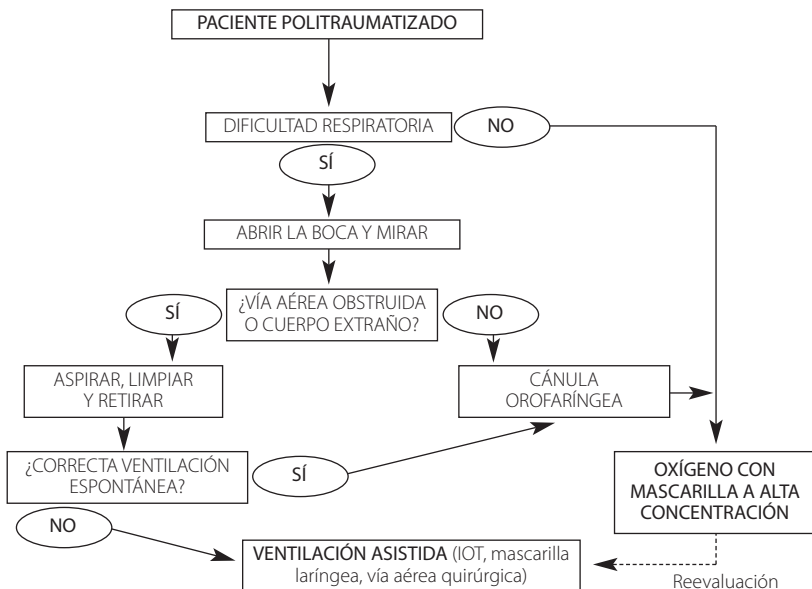 PACIENTE POLITRAUMATIZADO
DIFICULTAD RESPIRATORIA
NO
SÍ
ABRIR LA BOCA Y MIRAR
¿VÍA AÉREA OBSTRUIDA
O CUERPO EXTRAÑO?
SÍ
NO
ASPIRAR, LIMPIAR
Y RETIRAR
CÁNULA
OROFARÍNGEA
¿CORRECTA VENTILACIÓN
ESPONTÁNEA?
SÍ
OXÍGENO CON
MASCARILLA A ALTA
CONCENTRACIÓN
NO
VENTILACIÓN ASISTIDA (IOT, mascarilla
laríngea, vía aérea quirúrgica)
Reevaluación